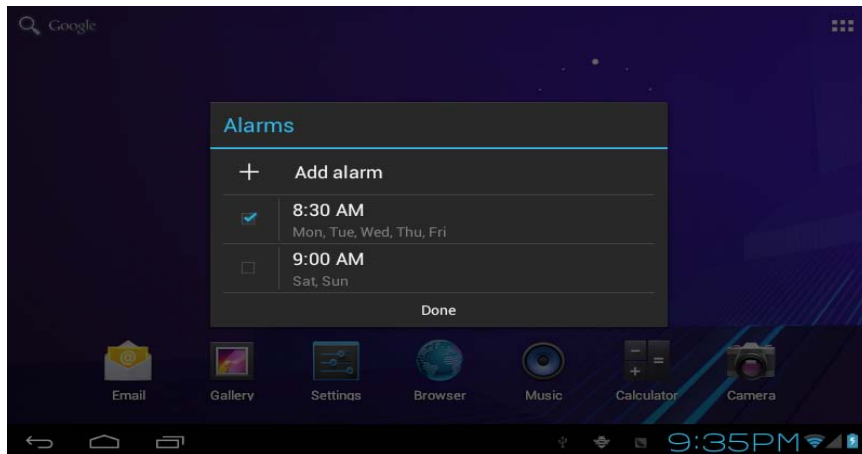 Google
Alarms
Add alarm
8:30 AM
Mon, Tue, Wed, Thu, Fri
9:00 AM
Sat, Sun
Done
Email Gallery Settings Browser Music Calculator Camera
9:35PM